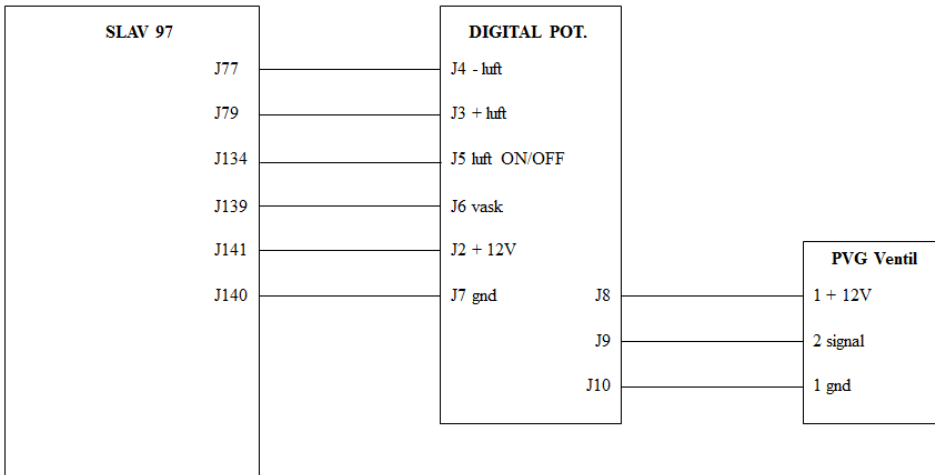 SLAV 97
DIGITAL POT.
J77
J4 - luft
J79
J3 + luft
J134
J5 luft ON/OFF
J139
J6 vask
J141
J2 + 12V
PVG Ventil
J140
J7 gnd
J8
1 + 12V
J9
2 signal
J10
1 gnd